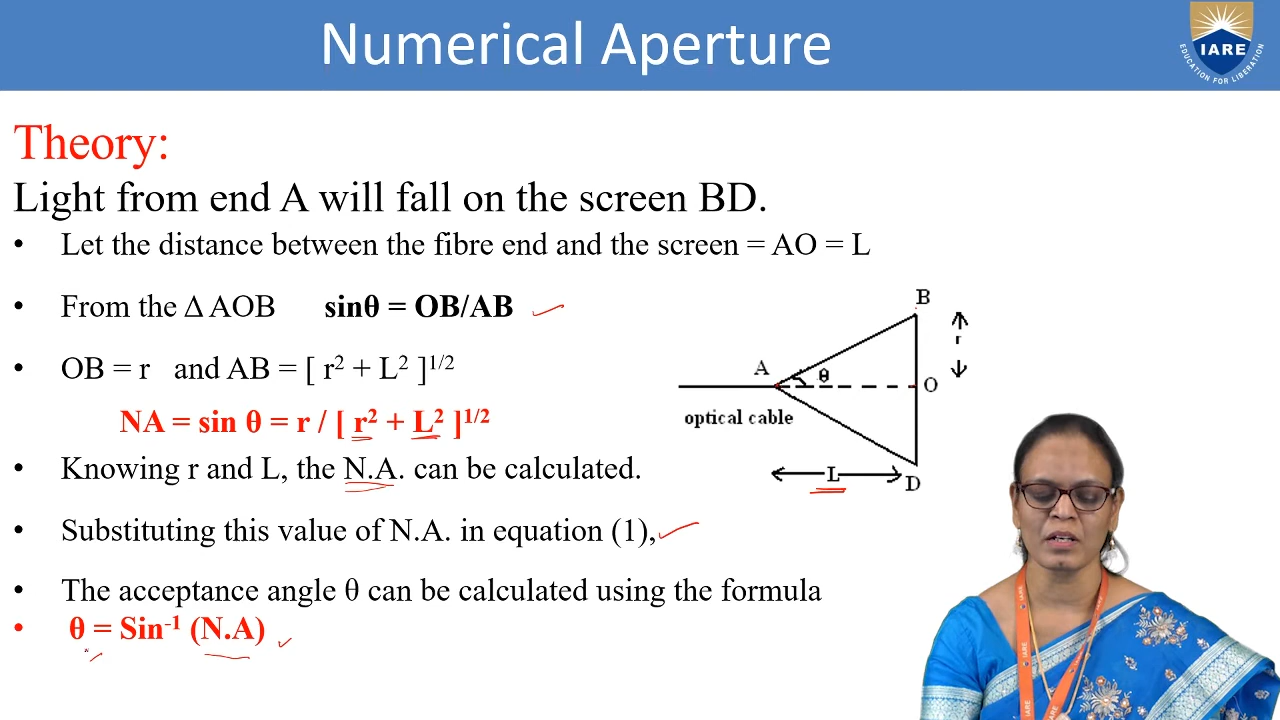 Numerical Aperture
IARE
EDUCATION FOR LIBERATION
Theory:
Light from end A will fall on the screen BD.
• Let the distance between the fibre end and the screen = AO = L
• From the Δ AOB sinθ = OB/AB
• OB = r and AB = [ r² + L² ]¹/²
NA = sin θ = r / [ r² + L² ]¹/²
• Knowing r and L, the N.A. can be calculated.
• Substituting this value of N.A. in equation (1),
• The acceptance angle θ can be calculated using the formula
• θ = Sin⁻¹ (N.A)
B
r
A
θ
O
optical cable
L
D